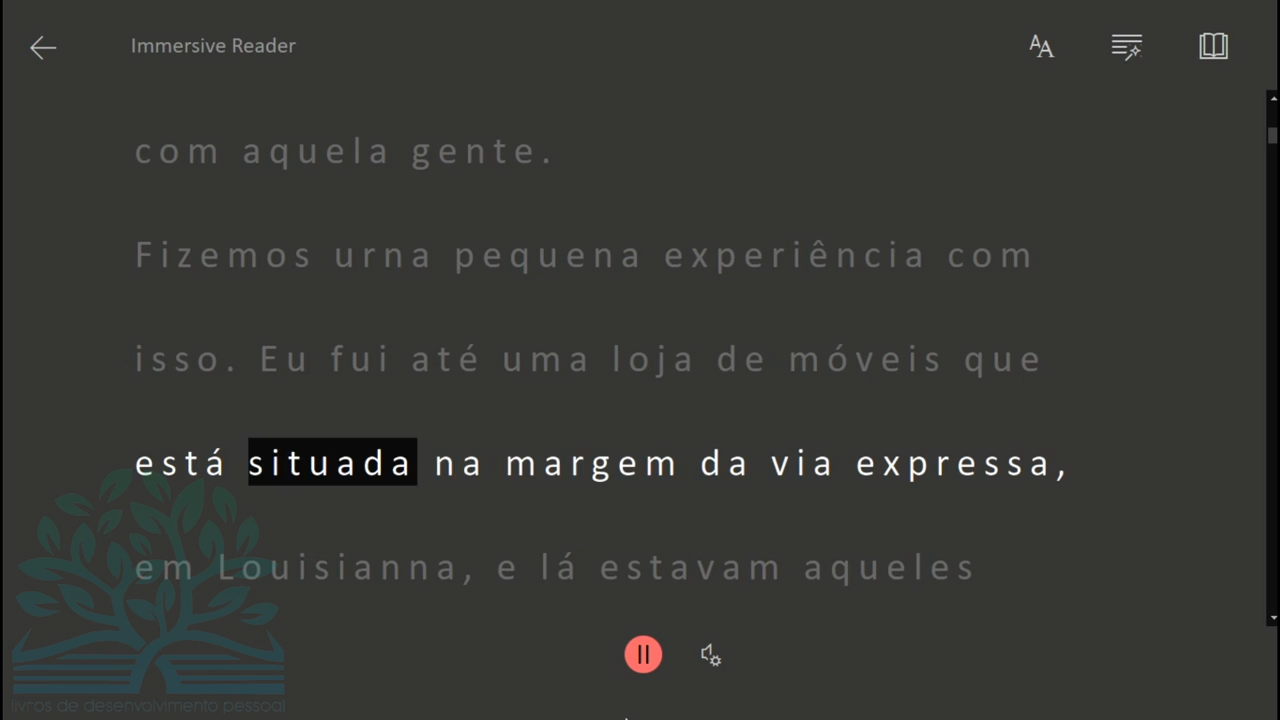 Immersive Reader
com aquela gente.
Fizemos urna pequena experiência com
isso. Eu fui até uma loja de móveis que
está situada na margem da via expressa,
em Louisianna, e lá estavam aqueles
livros de desenvolvimento pessoal